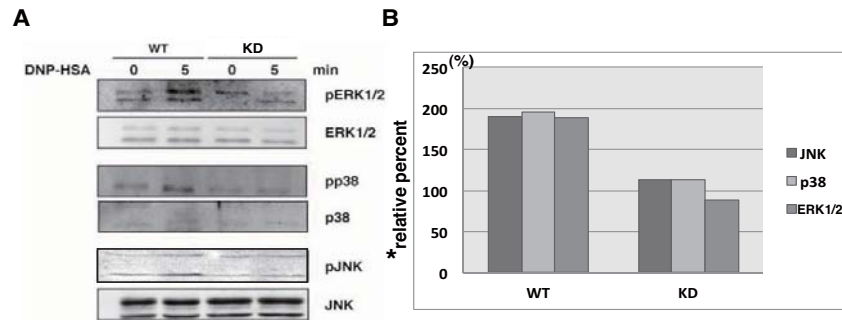 A
WT KD
DNP-HSA 0 5 0 5 min
pERK1/2
ERK1/2
pp38
p38
pJNK
JNK
B
(%)
250
200
150
100
50
0
*relative percent
WT KD
JNK
p38
ERK1/2